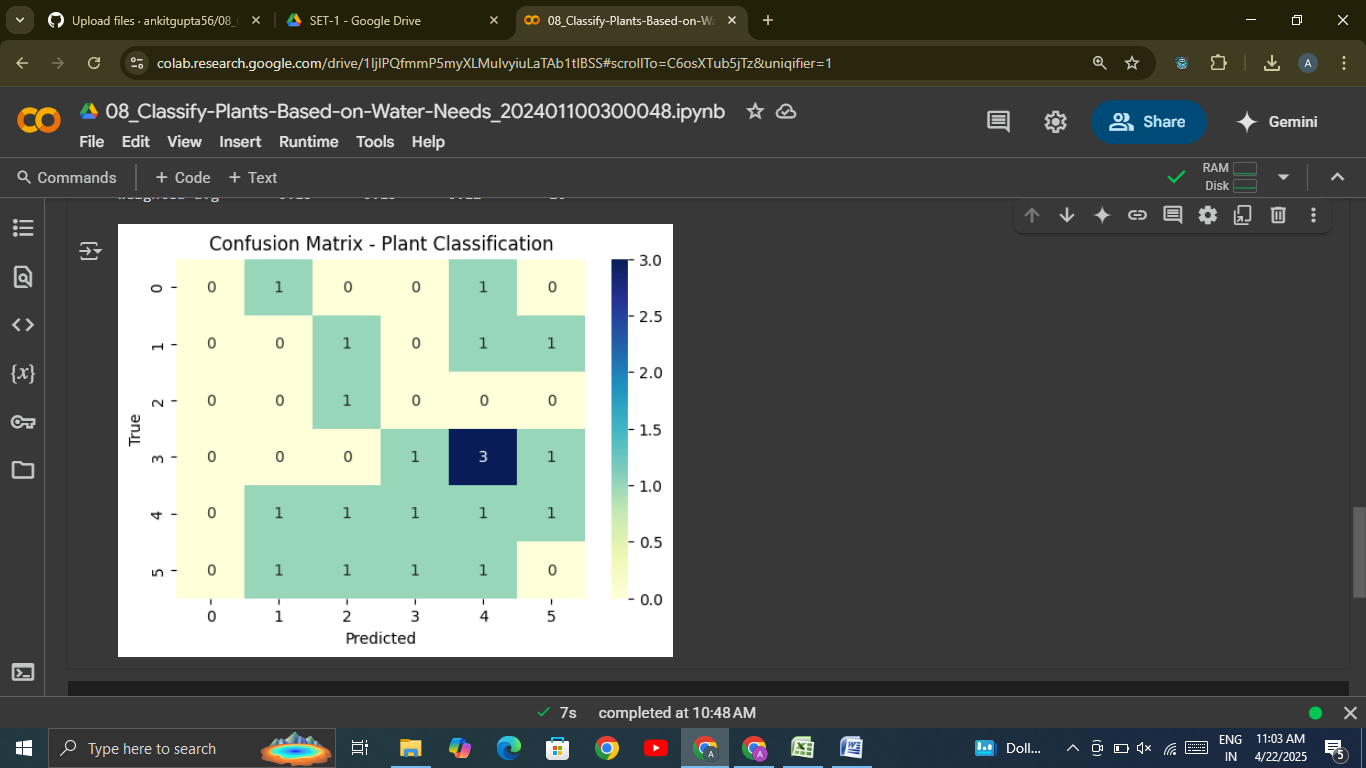 Upload files · ankitgupta56/08_
SET-1 - Google Drive
08_Classify-Plants-Based-on-Wa
colab.research.google.com/drive/1ljIPQfmmP5myXLMuIvyiuLaTAb1tIBSS#scrollTo=C6osXTub5jTz&uniqifier=1
A
08_Classify-Plants-Based-on-Water-Needs_202401100300048.ipynb
Share
Gemini
File Edit View Insert Runtime Tools Help
Commands
+ Code + Text
RAM
Disk
Confusion Matrix - Plant Classification
0 0 1 0 0 1 0
1 0 0 1 0 1 1
2 0 0 1 0 0 0
3 0 0 0 1 3 1
4 0 1 1 1 1 1
5 0 1 1 1 1 0
0 1 2 3 4 5
True
Predicted
3.0
2.5
2.0
1.5
1.0
0.5
0.0
{x}
7s completed at 10:48 AM
Type here to search
Doll...
ENG
IN
11:03 AM
4/22/2025
5